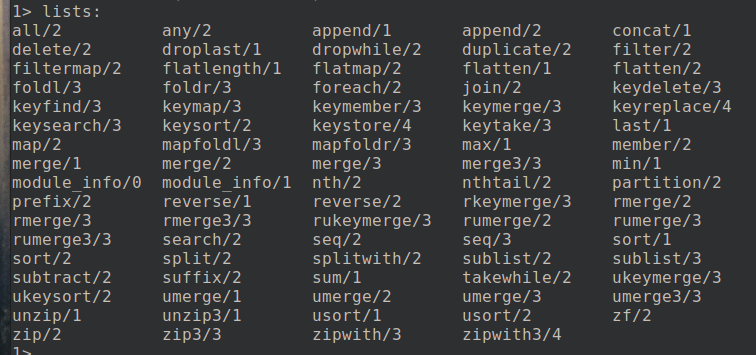 1> lists:
all/2 any/2 append/1 append/2 concat/1
delete/2 droplast/1 dropwhile/2 duplicate/2 filter/2
filtermap/2 flatlength/1 flatmap/2 flatten/1 flatten/2
foldl/3 foldr/3 foreach/2 join/2 keydelete/3
keyfind/3 keymap/3 keymember/3 keymerge/3 keyreplace/4
keysearch/3 keysort/2 keystore/4 keytake/3 last/1
map/2 mapfoldl/3 mapfoldr/3 max/1 member/2
merge/1 merge/2 merge/3 merge3/3 min/1
module_info/0 module_info/1 nth/2 nthtail/2 partition/2
prefix/2 reverse/1 reverse/2 rkeymerge/3 rmerge/2
rmerge/3 rmerge3/3 rukeymerge/3 rumerge/2 rumerge/3
rumerge3/3 search/2 seq/2 seq/3 sort/1
sort/2 split/2 splitwith/2 sublist/2 sublist/3
subtract/2 suffix/2 sum/1 takewhile/2 ukeymerge/3
ukeysort/2 umerge/1 umerge/2 umerge/3 umerge3/3
unzip/1 unzip3/1 usort/1 usort/2 zf/2
zip/2 zip3/3 zipwith/3 zipwith3/4
1>